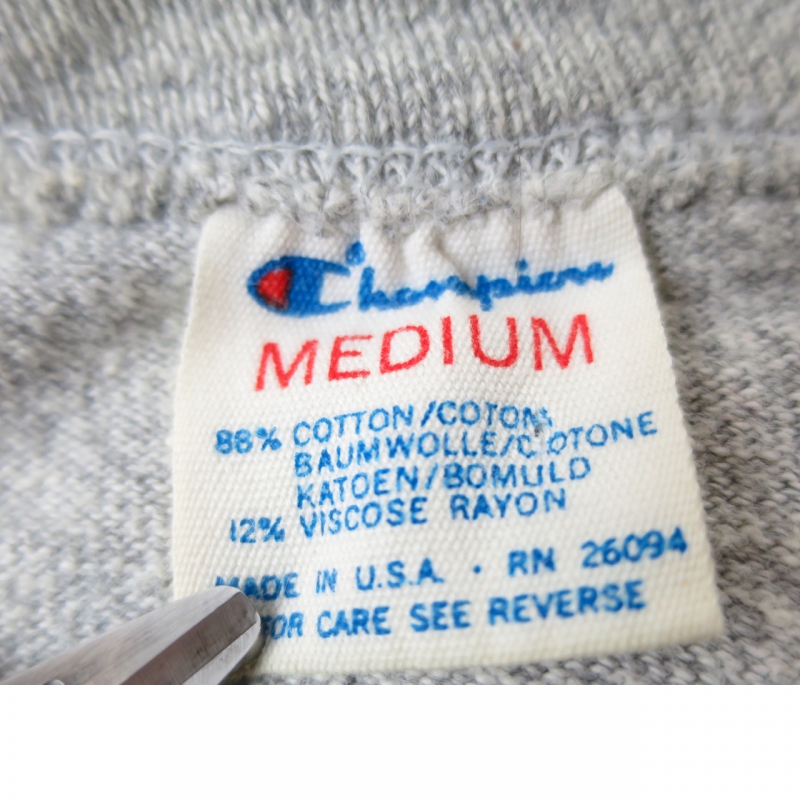 Champion
MEDIUM
88% COTTON/COTON
BAUMWOLLE/COTONE
KATOEN/BOMULD
12% VISCOSE RAYON
MADE IN U.S.A. · RN 26094
FOR CARE SEE REVERSE